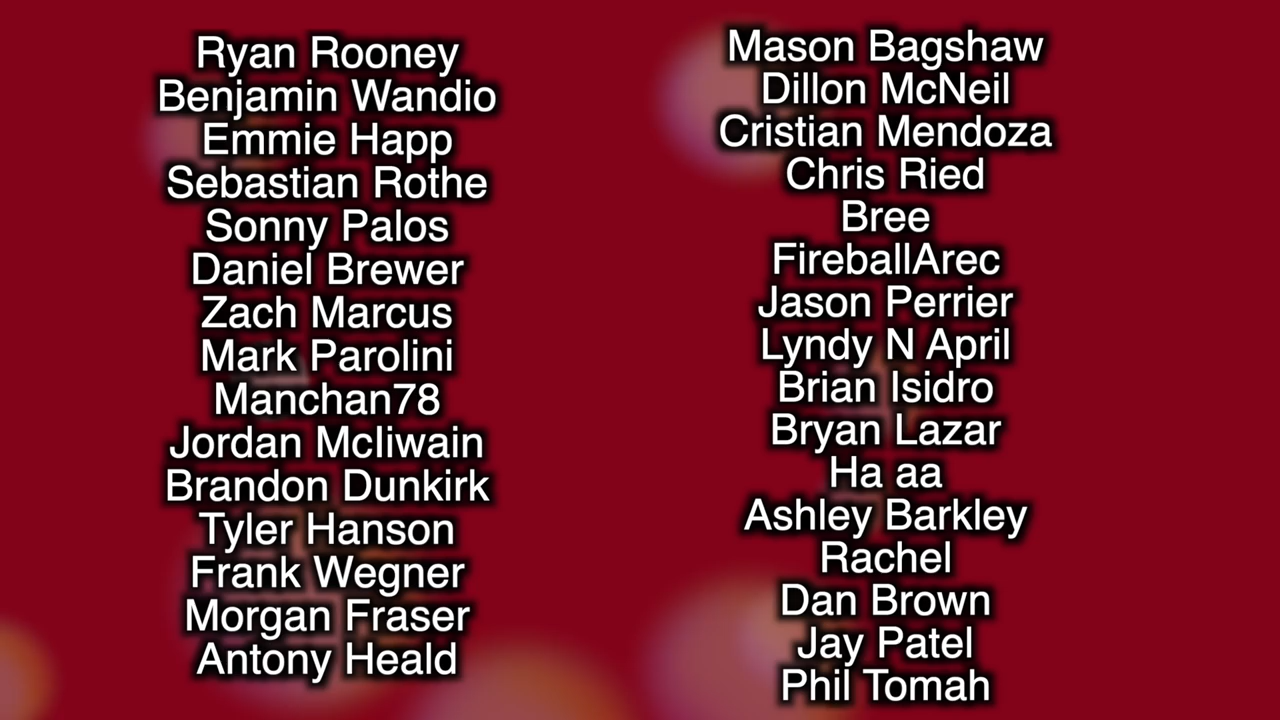 Ryan Rooney
Benjamin Wandio
Emmie Happ
Sebastian Rothe
Sonny Palos
Daniel Brewer
Zach Marcus
Mark Parolini
Manchan78
Jordan McIiwain
Brandon Dunkirk
Tyler Hanson
Frank Wegner
Morgan Fraser
Antony Heald
Mason Bagshaw
Dillon McNeil
Cristian Mendoza
Chris Ried
Bree
FireballArec
Jason Perrier
Lyndy N April
Brian Isidro
Bryan Lazar
Ha aa
Ashley Barkley
Rachel
Dan Brown
Jay Patel
Phil Tomah